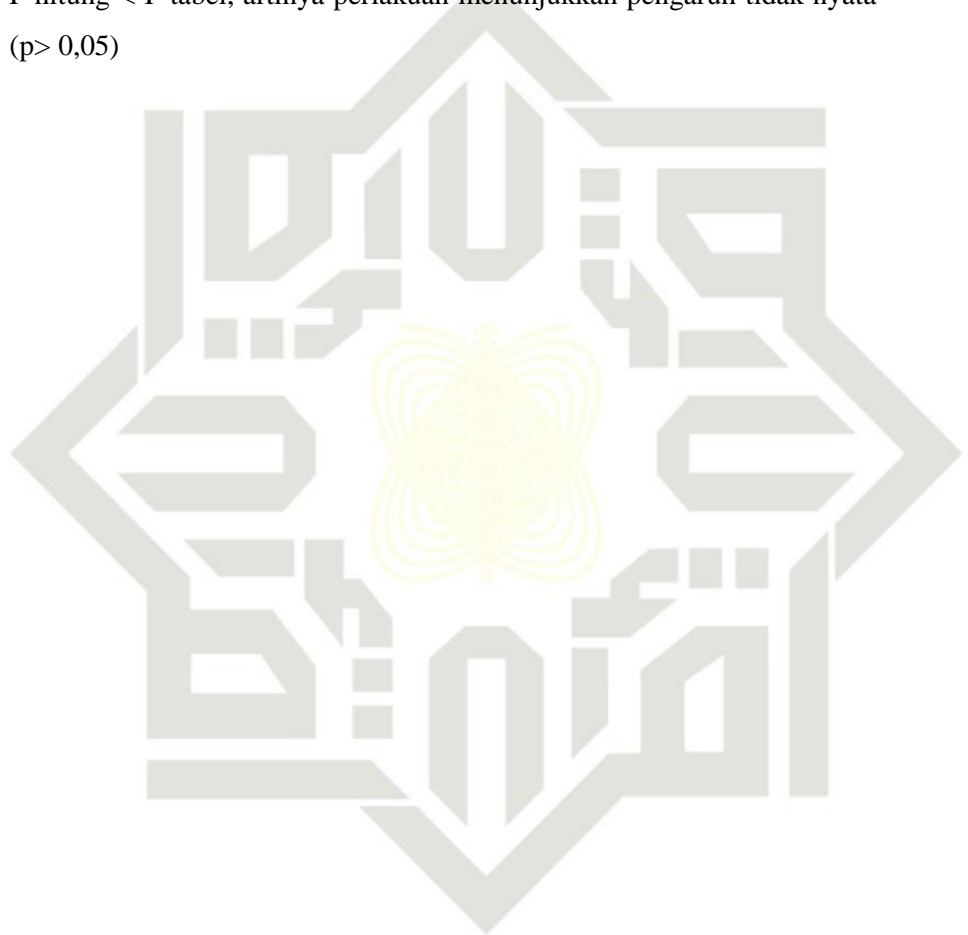 F hitung < F tabel, artinya perlakuan menunjukkan pengaruh tidak nyata
(p> 0,05)